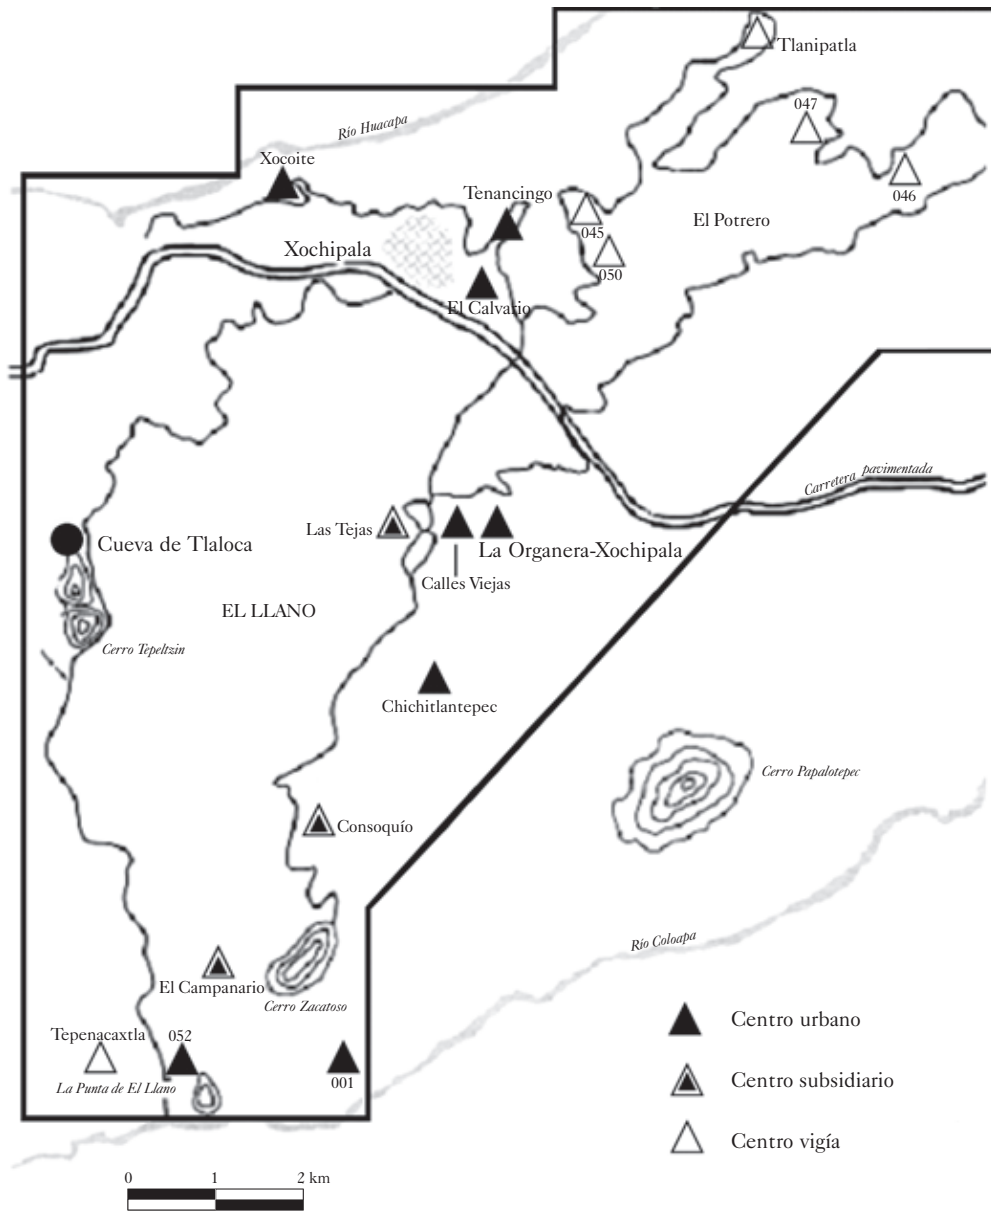 Tlanipatla
047
Río Huacapa
Xocoite
Tenancingo
046
045
El Potrero
Xochipala
050
El Calvario
Carretera pavimentada
Las Tejas
Cueva de Tlaloca
La Organera-Xochipala
Calles Viejas
EL LLANO
Cerro Tepeltzin
Chichitlantepec
Cerro Papalotepec
Consoquío
Río Coloapa
El Campanario
Cerro Zacatoso
Tepenacaxtla
052
001
La Punta de El Llano
Centro urbano
Centro subsidiario
Centro vigía
0 1 2 km